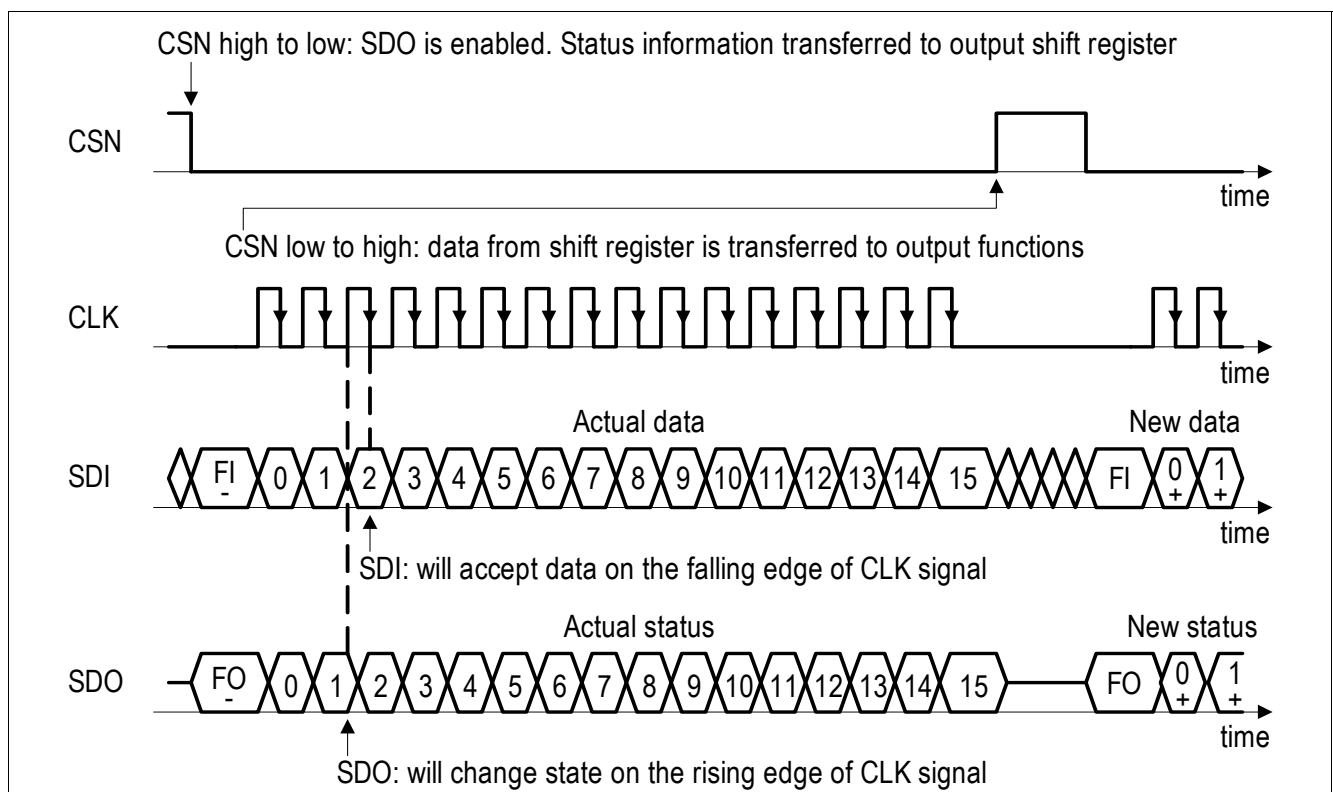 CSN high to low: SDO is enabled. Status information transferred to output shift register
CSN
time
CSN low to high: data from shift register is transferred to output functions
CLK
time
Actual data
New data
SDI
FI - 0 1 2 3 4 5 6 7 8 9 10 11 12 13 14 15 FI 0 + 1 +
time
SDI: will accept data on the falling edge of CLK signal
Actual status
New status
SDO
FO - 0 1 2 3 4 5 6 7 8 9 10 11 12 13 14 15 FO 0 + 1 +
time
SDO: will change state on the rising edge of CLK signal